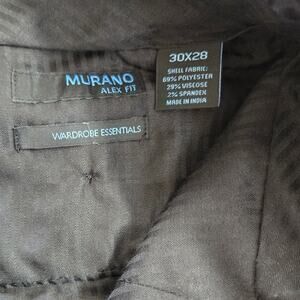 MURANO
ALEX FIT
WARDROBE ESSENTIALS
30X28
SHELL FABRIC:
69% POLYESTER
29% VISCOSE
2% SPANDEX
MADE IN INDIA